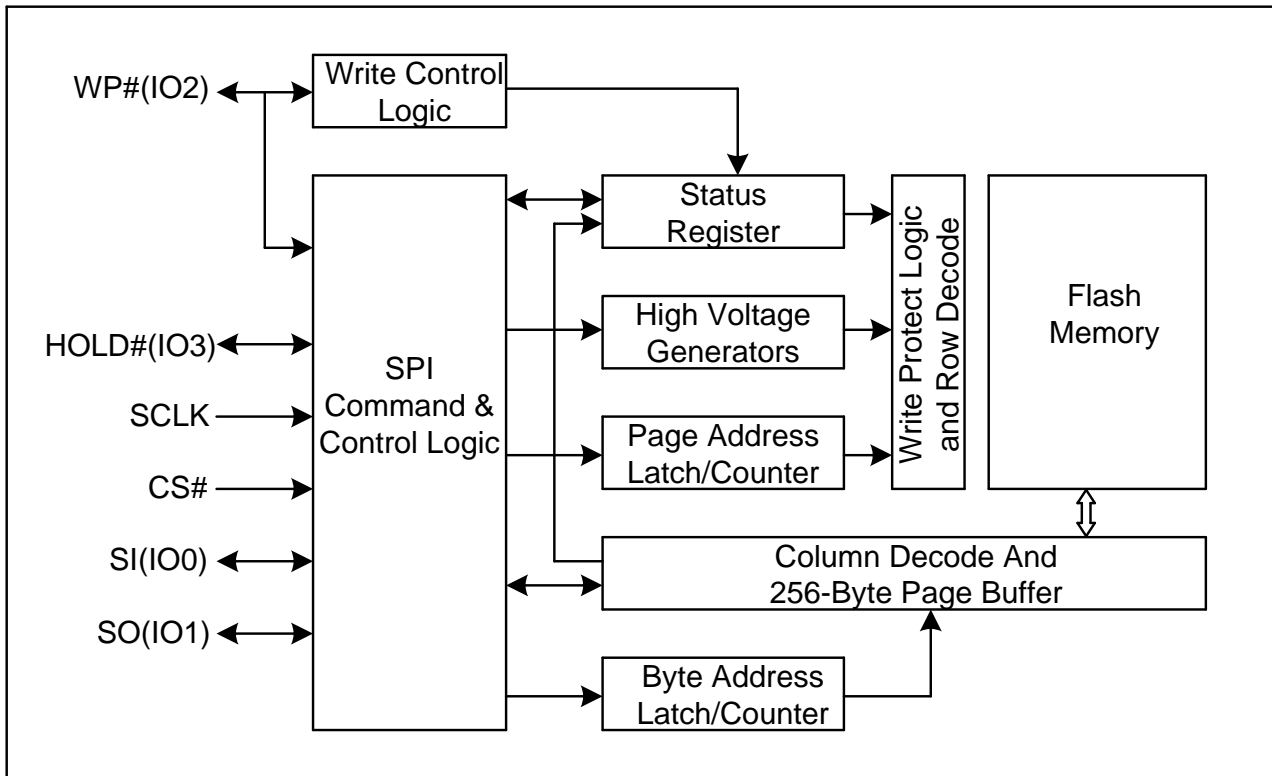 WP#(IO2)
Write Control
Logic
Status
Register
High Voltage
Generators
Page Address
Latch/Counter
Write Protect Logic
and Row Decode
Flash
Memory
HOLD#(IO3)
SCLK
CS#
SI(IO0)
SO(IO1)
SPI
Command &
Control Logic
Column Decode And
256-Byte Page Buffer
Byte Address
Latch/Counter